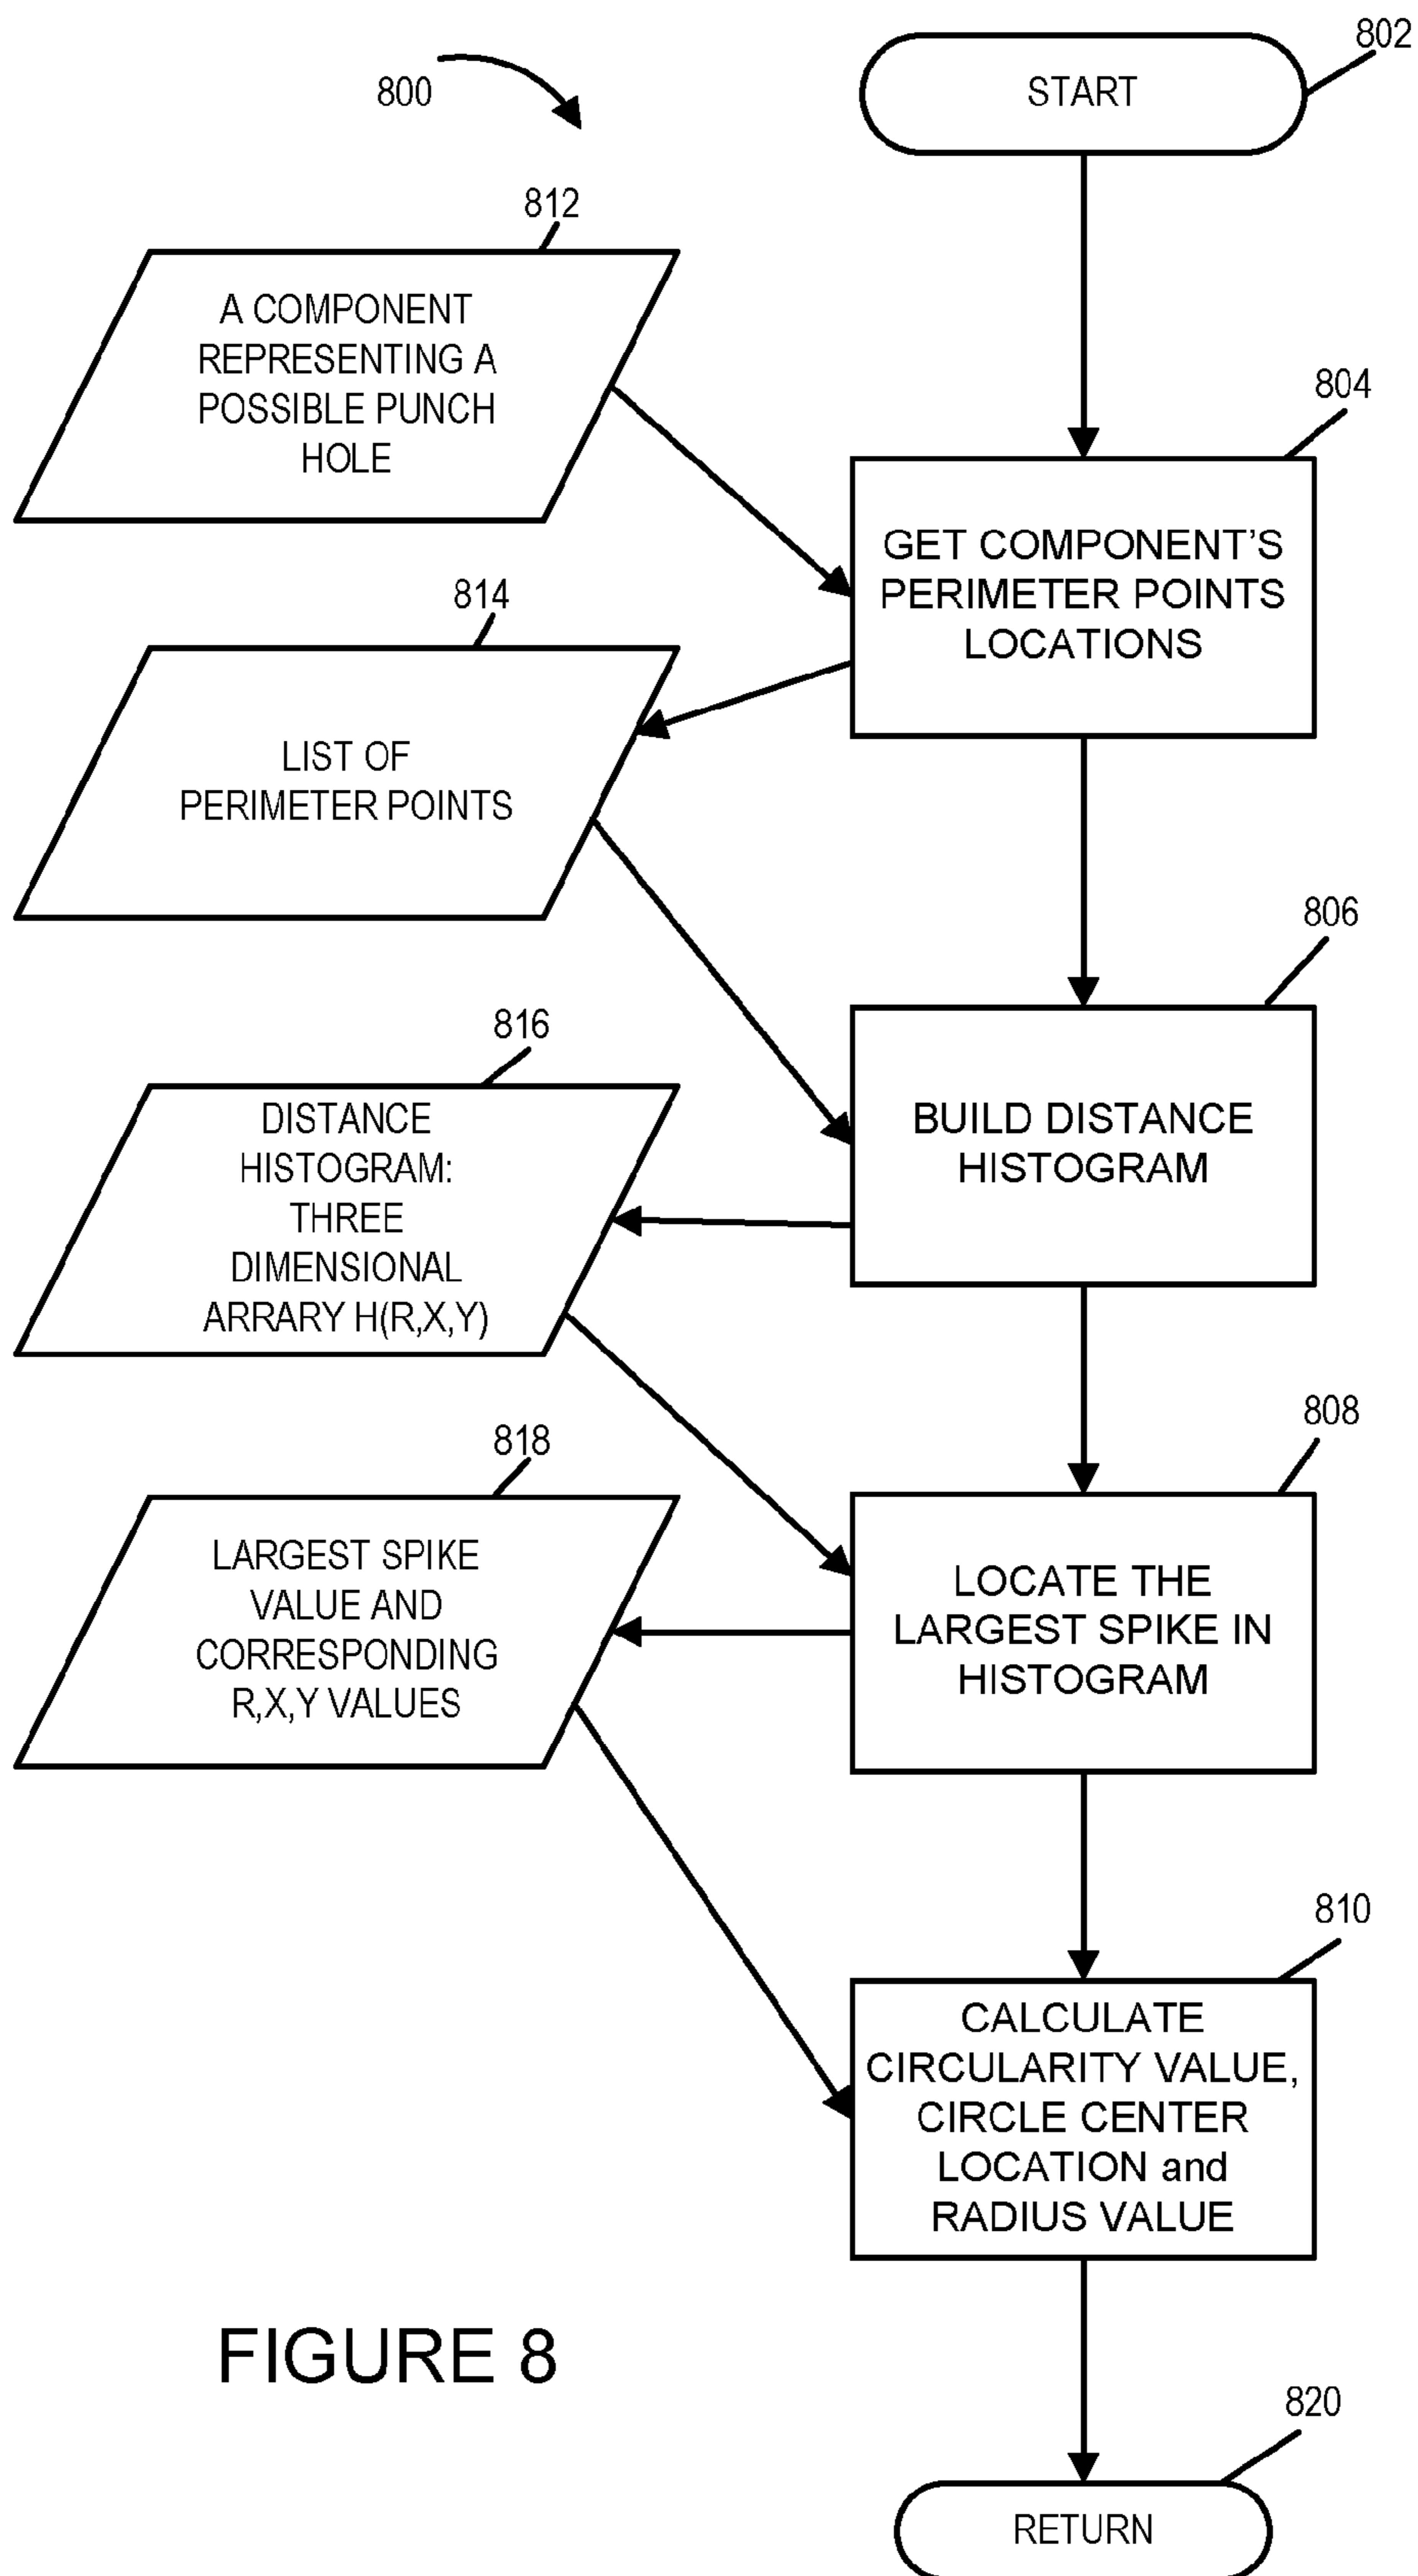 802
START
800
812
A COMPONENT
REPRESENTING A
POSSIBLE PUNCH
HOLE
804
GET COMPONENT'S
PERIMETER POINTS
LOCATIONS
814
LIST OF
PERIMETER POINTS
806
BUILD DISTANCE
HISTOGRAM
816
DISTANCE
HISTOGRAM:
THREE
DIMENSIONAL
ARRARY H(R,X,Y)
808
LOCATE THE
LARGEST SPIKE IN
HISTOGRAM
818
LARGEST SPIKE
VALUE AND
CORRESPONDING
R,X,Y VALUES
810
CALCULATE
CIRCULARITY VALUE,
CIRCLE CENTER
LOCATION and
RADIUS VALUE
FIGURE 8
820
RETURN